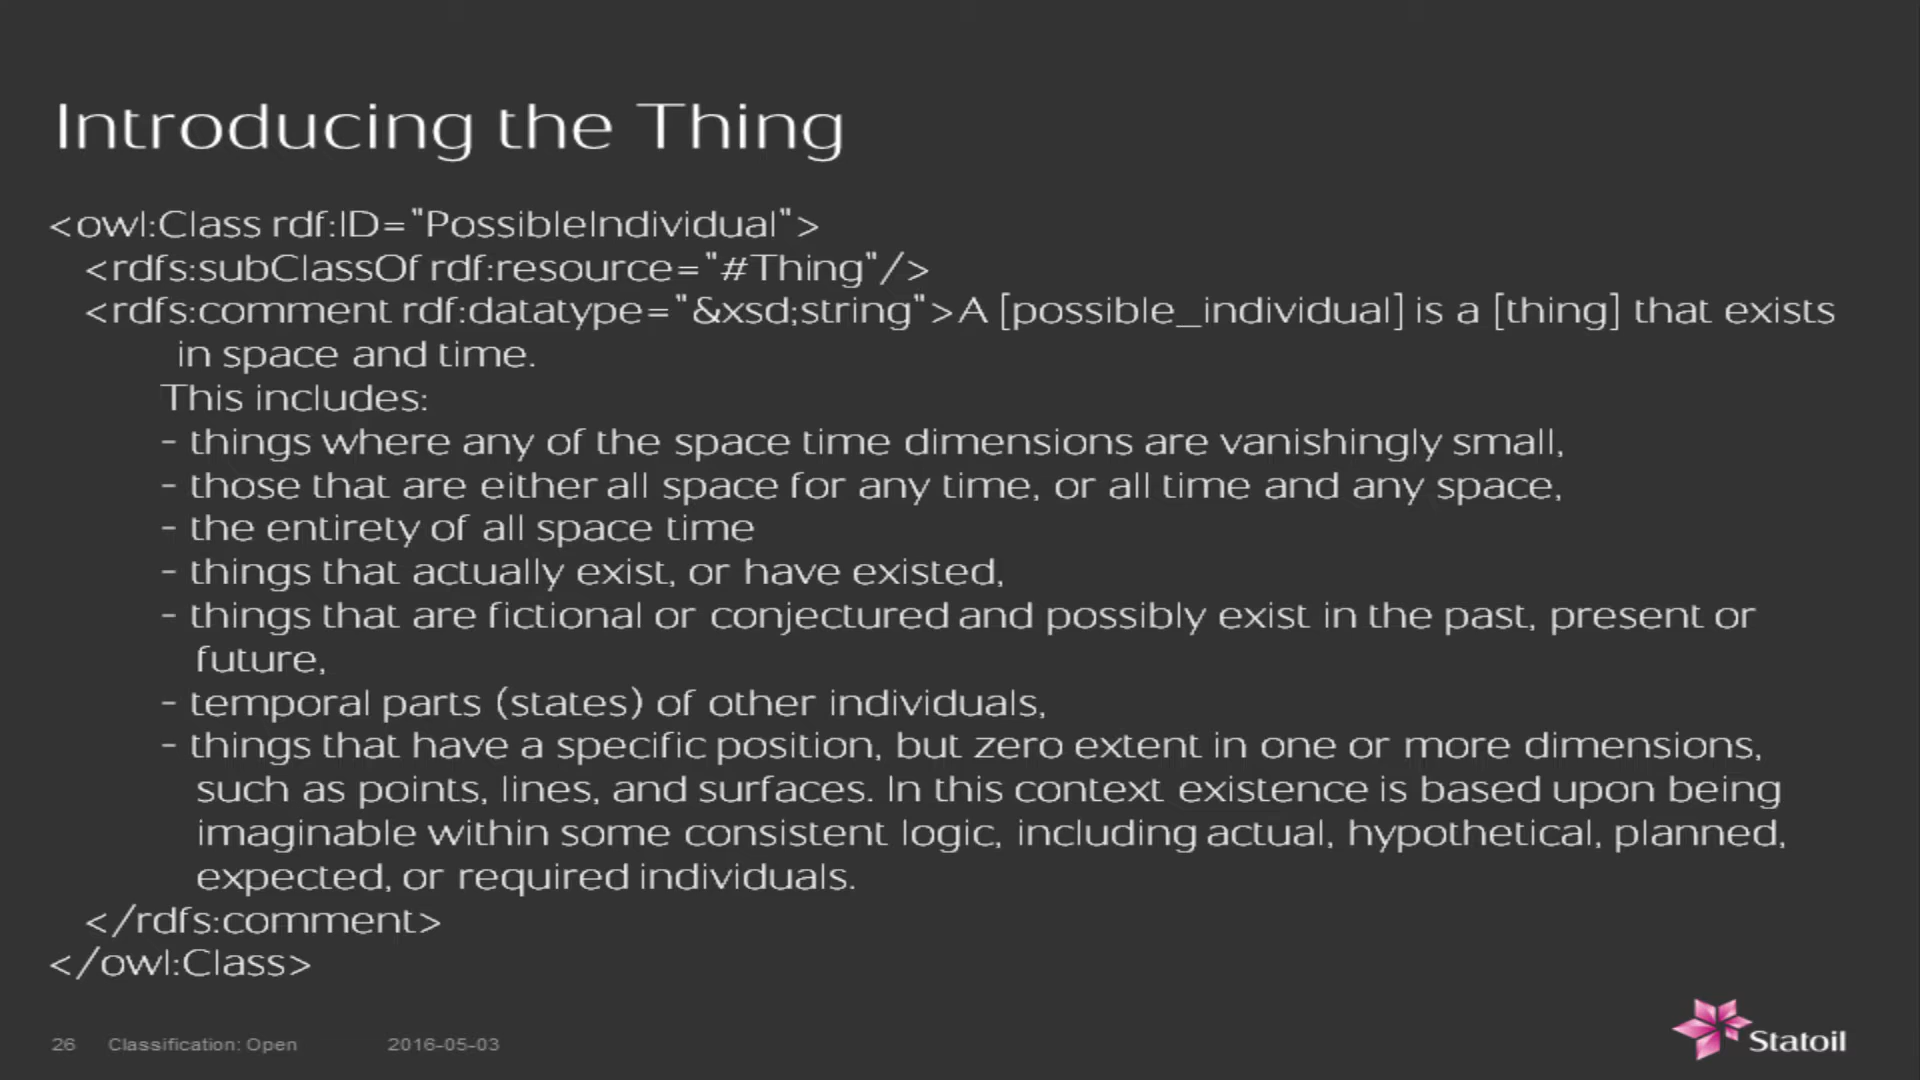 Introducing the Thing
<owl:Class rdf:ID="PossibleIndividual">
<rdfs:subClassOf rdf:resource="#Thing"/>
<rdfs:comment rdf:datatype="&xsd;string">A [possible_individual] is a [thing] that exists
in space and time.
This includes:
- things where any of the space time dimensions are vanishingly small,
- those that are either all space for any time, or all time and any space,
- the entirety of all space time
- things that actually exist, or have existed,
- things that are fictional or conjectured and possibly exist in the past, present or
future,
- temporal parts (states) of other individuals,
- things that have a specific position, but zero extent in one or more dimensions,
such as points, lines, and surfaces. In this context existence is based upon being
imaginable within some consistent logic, including actual, hypothetical, planned,
expected, or required individuals.
</rdfs:comment>
</owl:Class>
26 Classification: Open 2016-05-03
Statoil